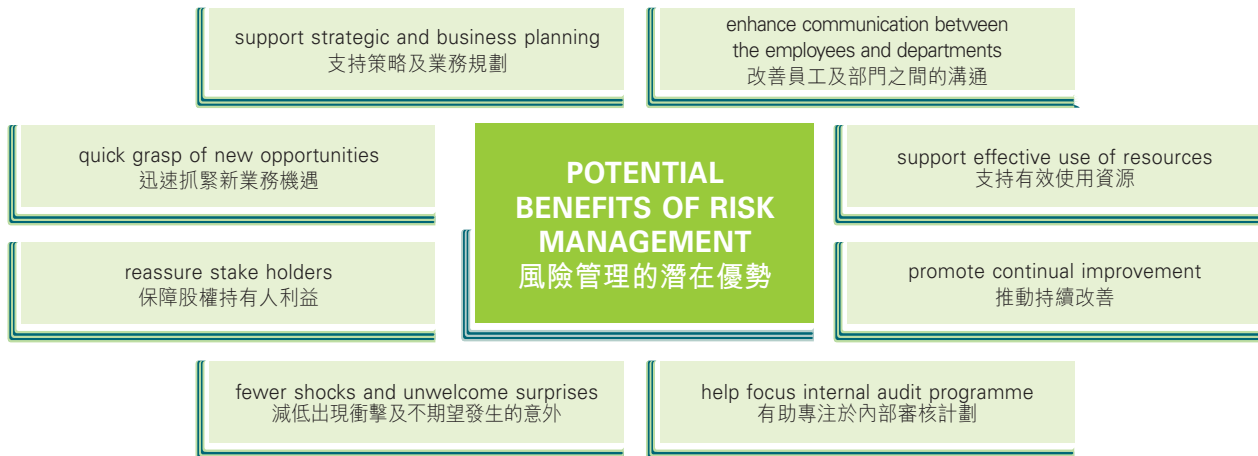 support strategic and business planning
支持策略及業務規劃
enhance communication between
the employees and departments
改善員工及部門之間的溝通
quick grasp of new opportunities
迅速抓緊新業務機遇
POTENTIAL
BENEFITS OF RISK
MANAGEMENT
風險管理的潛在優勢
support effective use of resources
支持有效使用資源
reassure stake holders
保障股權持有人利益
promote continual improvement
推動持續改善
fewer shocks and unwelcome surprises
減低出現衝擊及不期望發生的意外
help focus internal audit programme
有助專注於內部審核計劃